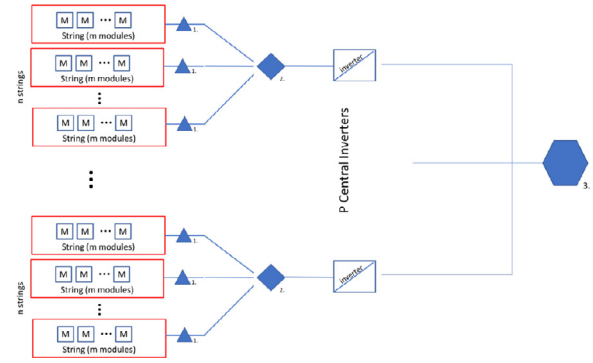 M M ••• M
String (m modules)
1.
M M ••• M
String (m modules)
1.
•••
M M ••• M
String (m modules)
1.
n strings
2.
inverter
•••
P Central Inverters
3.
M M ••• M
String (m modules)
1.
M M ••• M
String (m modules)
1.
•••
M M ••• M
String (m modules)
1.
n strings
2.
inverter